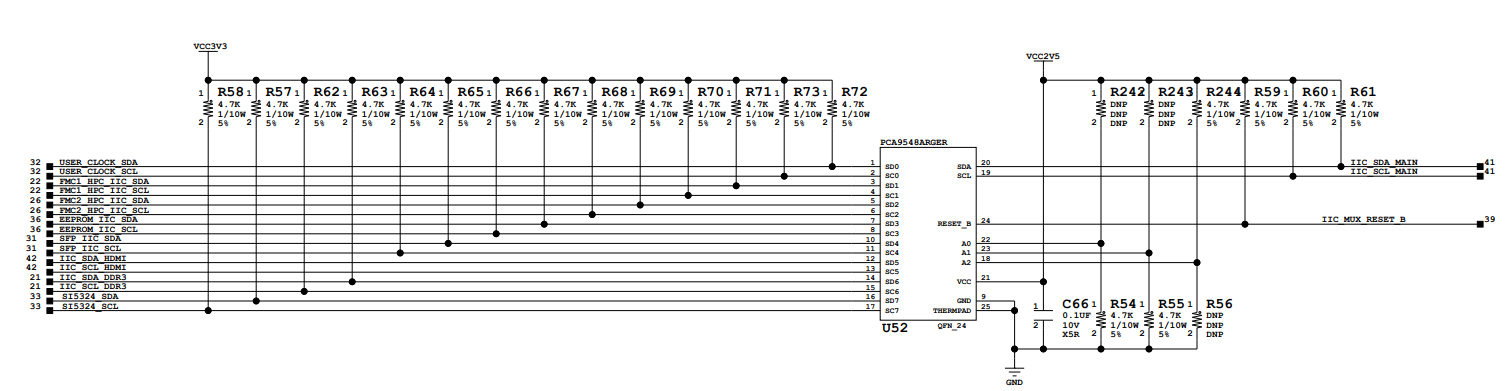 VCC3V3
VCC2V5
1 R58 1 R57 1 R62 1 R63 1 R64 1 R65 1 R66 1 R67 1 R68 1 R69 1 R70 1 R71 1 R73 1 R72
4.7K 4.7K 4.7K 4.7K 4.7K 4.7K 4.7K 4.7K 4.7K 4.7K 4.7K 4.7K 4.7K 4.7K
1/10W 1/10W 1/10W 1/10W 1/10W 1/10W 1/10W 1/10W 1/10W 1/10W 1/10W 1/10W 1/10W 1/10W
2 5% 2 5% 2 5% 2 5% 2 5% 2 5% 2 5% 2 5% 2 5% 2 5% 2 5% 2 5% 2 5% 2 5%
1 R242 1 R243 1 R244 1 R59 1 R60 1 R61
DNP DNP 4.7K 4.7K 4.7K 4.7K
DNP DNP 1/10W 1/10W 1/10W 1/10W
2 DNP 2 DNP 2 5% 2 5% 2 5% 2 5%
PCA9548ARGER
32 USER_CLOCK_SDA 1 SD0 SDA 20 IIC_SDA_MAIN 41
32 USER_CLOCK_SCL 2 SC0 SCL 19 IIC_SCL_MAIN 41
22 FMC1_HPC_IIC_SDA 3 SD1
22 FMC1_HPC_IIC_SCL 4 SC1
26 FMC2_HPC_IIC_SDA 5 SD2
26 FMC2_HPC_IIC_SCL 6 SC2
36 EEPROM_IIC_SDA 7 SD3 RESET_B 24 IIC_MUX_RESET_B 39
36 EEPROM_IIC_SCL 8 SC3
31 SFP_IIC_SDA 10 SD4 A0 22
31 SFP_IIC_SCL 11 SC4 A1 23
42 IIC_SDA_HDMI 12 SD5 A2 18
42 IIC_SCL_HDMI 13 SC5
21 IIC_SDA_DDR3 14 SD6 VCC 21
21 IIC_SCL_DDR3 15 SC6
33 SI5324_SDA 16 SD7 GND 9
33 SI5324_SCL 17 SC7 THERMPAD 25
U52 QFN_24
1 C66 1 R54 1 R55 1 R56
0.1UF 4.7K 4.7K DNP
10V 1/10W 1/10W DNP
2 X5R 2 5% 2 5% 2 DNP
GND